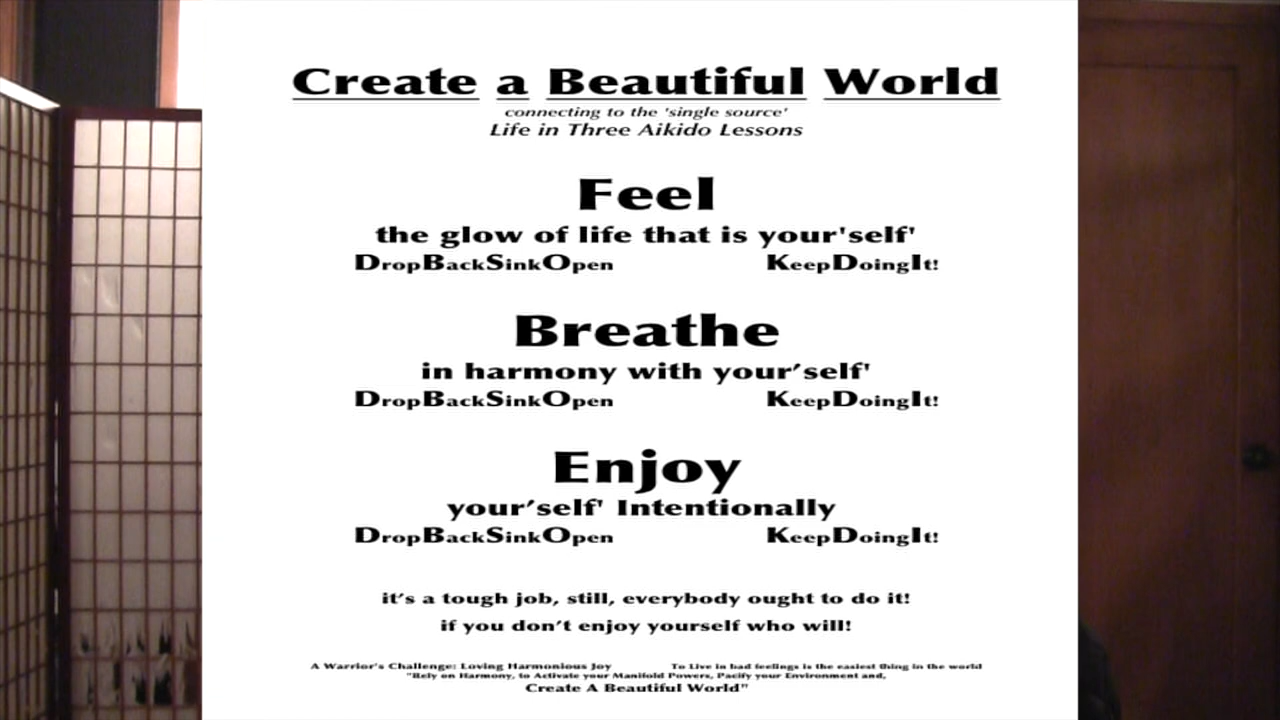 Create a Beautiful World
connecting to the 'single source'
Life in Three Aikido Lessons
Feel
the glow of life that is your'self'
DropBackSinkOpen KeepDoingIt!
Breathe
in harmony with your’self'
DropBackSinkOpen KeepDoingIt!
Enjoy
your’self' Intentionally
DropBackSinkOpen KeepDoingIt!
it’s a tough job, still, everybody ought to do it!
if you don’t enjoy yourself who will!
A Warrior's Challenge: Loving Harmonious Joy To Live in bad feelings is the easiest thing in the world
"Rely on Harmony, to Activate your Manifold Powers, Pacify your Environment and,
Create A Beautiful World"